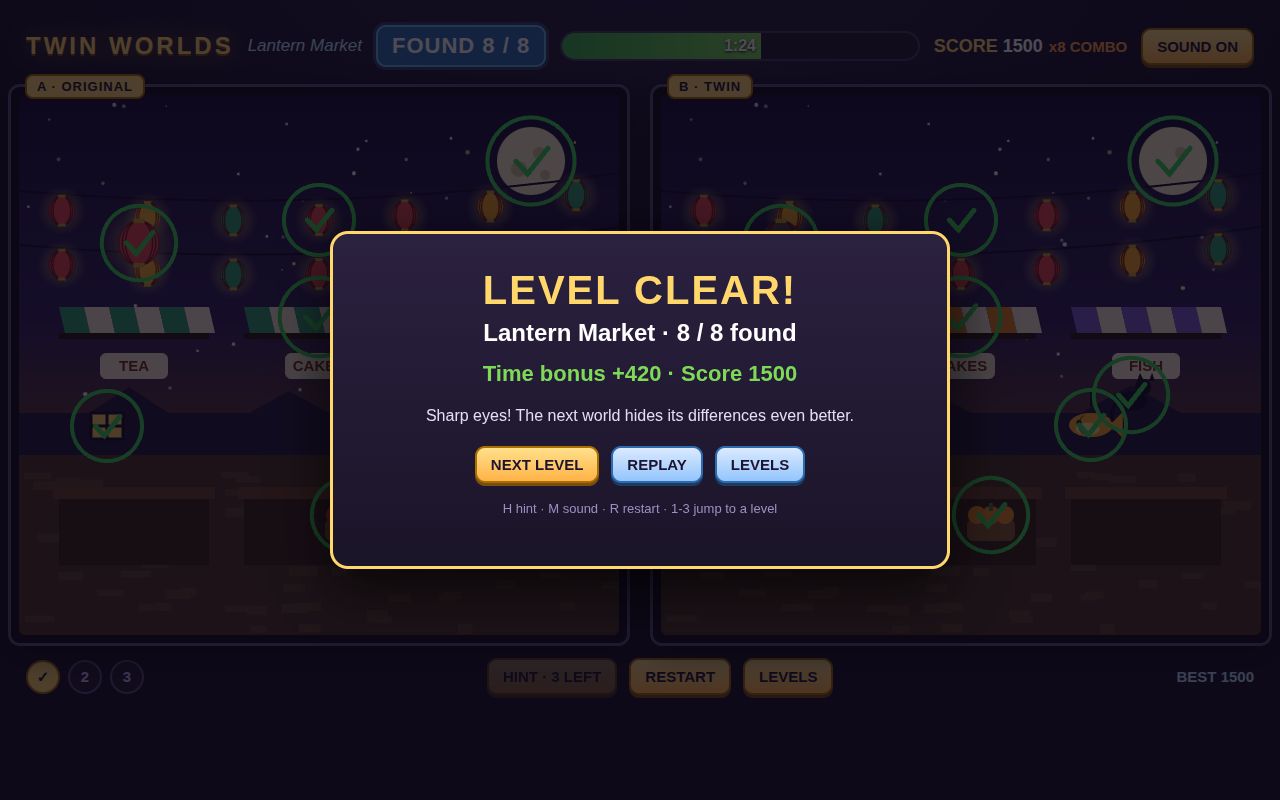 TWIN WORLDS Lantern Market FOUND 8 / 8 1:24 SCORE 1500 x8 COMBO SOUND ON
A · ORIGINAL
B · TWIN
LEVEL CLEAR!
Lantern Market · 8 / 8 found
Time bonus +420 · Score 1500
Sharp eyes! The next world hides its differences even better.
NEXT LEVEL REPLAY LEVELS
H hint · M sound · R restart · 1-3 jump to a level
TEA
CAKE
AKES
FISH
✓ 2 3 HINT · 3 LEFT RESTART LEVELS BEST 1500